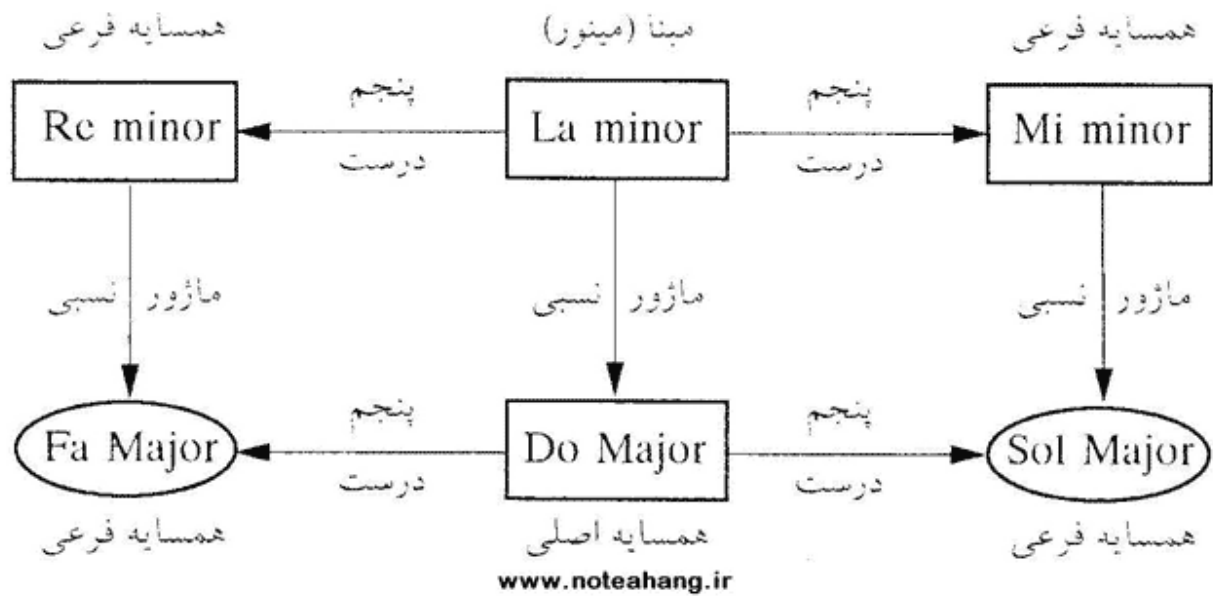 همسایه فرعی
مبنا (مینور)
همسایه فرعی
Re minor
پنجم
درست
La minor
پنجم
درست
Mi minor
ماژور نسبی
ماژور نسبی
ماژور نسبی
Fa Major
پنجم
درست
Do Major
پنجم
درست
Sol Major
همسایه فرعی
همسایه اصلی
همسایه فرعی
www.noteahang.ir